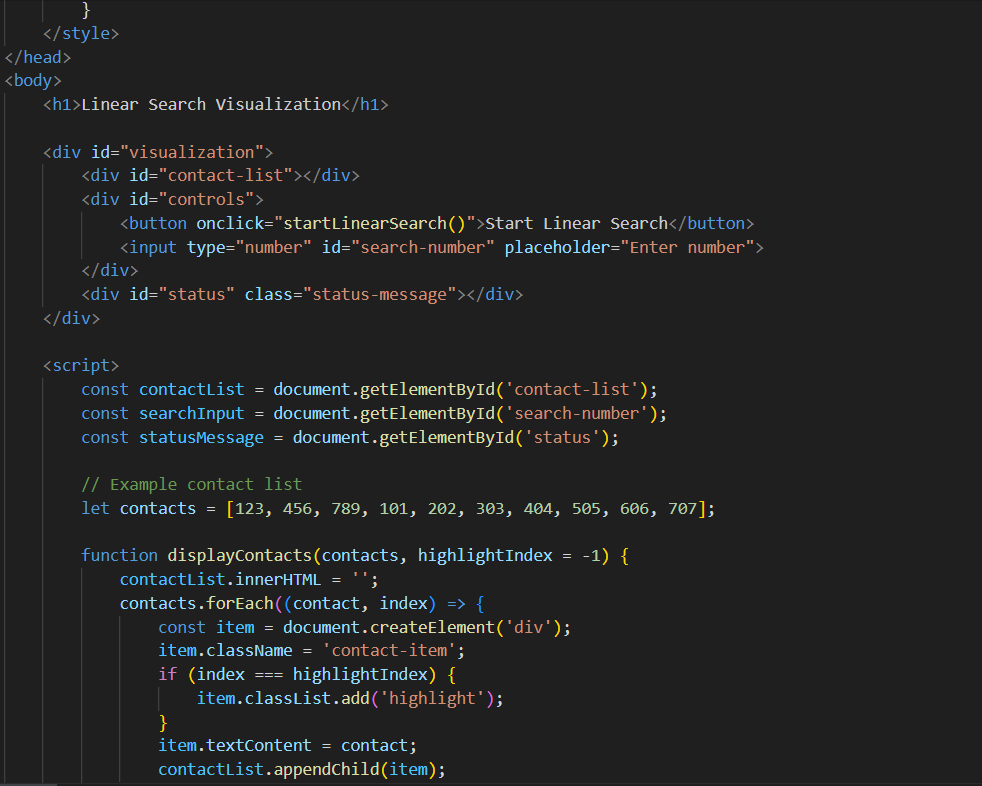 }
    </style>
</head>
<body>
    <h1>Linear Search Visualization</h1>

    <div id="visualization">
        <div id="contact-list"></div>
        <div id="controls">
            <button onclick="startLinearSearch()">Start Linear Search</button>
            <input type="number" id="search-number" placeholder="Enter number">
        </div>
        <div id="status" class="status-message"></div>
    </div>

    <script>
        const contactList = document.getElementById('contact-list');
        const searchInput = document.getElementById('search-number');
        const statusMessage = document.getElementById('status');

        // Example contact list
        let contacts = [123, 456, 789, 101, 202, 303, 404, 505, 606, 707];

        function displayContacts(contacts, highlightIndex = -1) {
            contactList.innerHTML = '';
            contacts.forEach((contact, index) => {
                const item = document.createElement('div');
                item.className = 'contact-item';
                if (index === highlightIndex) {
                    item.classList.add('highlight');
                }
                item.textContent = contact;
                contactList.appendChild(item);